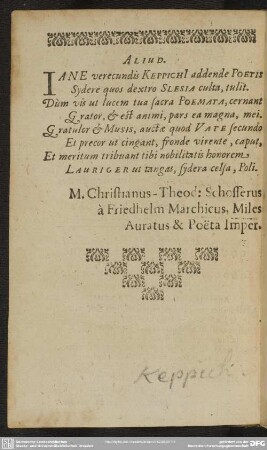 ALIUD.
IANE verecundis KEPPICHI addende POETIS
Sydere quos dextro SLESIA culta, tulit.
Dùm vis ut lucem tua sacra POEMATA, cernant
Grator, & est animi, pars ea magna, mei.
Gratulor & MUSIS, auctæ quod VATE secundo
Et precor ut cingant, fronde virente, caput,
Et meritum tribuant tibi nobilitatis honorem
LAURIGER ut tangas, sydera celsa, Poli.
M. Christianus-Theod: Schosserus
à Friedhelm Marchicus, Miles
Auratus & Poëta Imper.
Keppich.